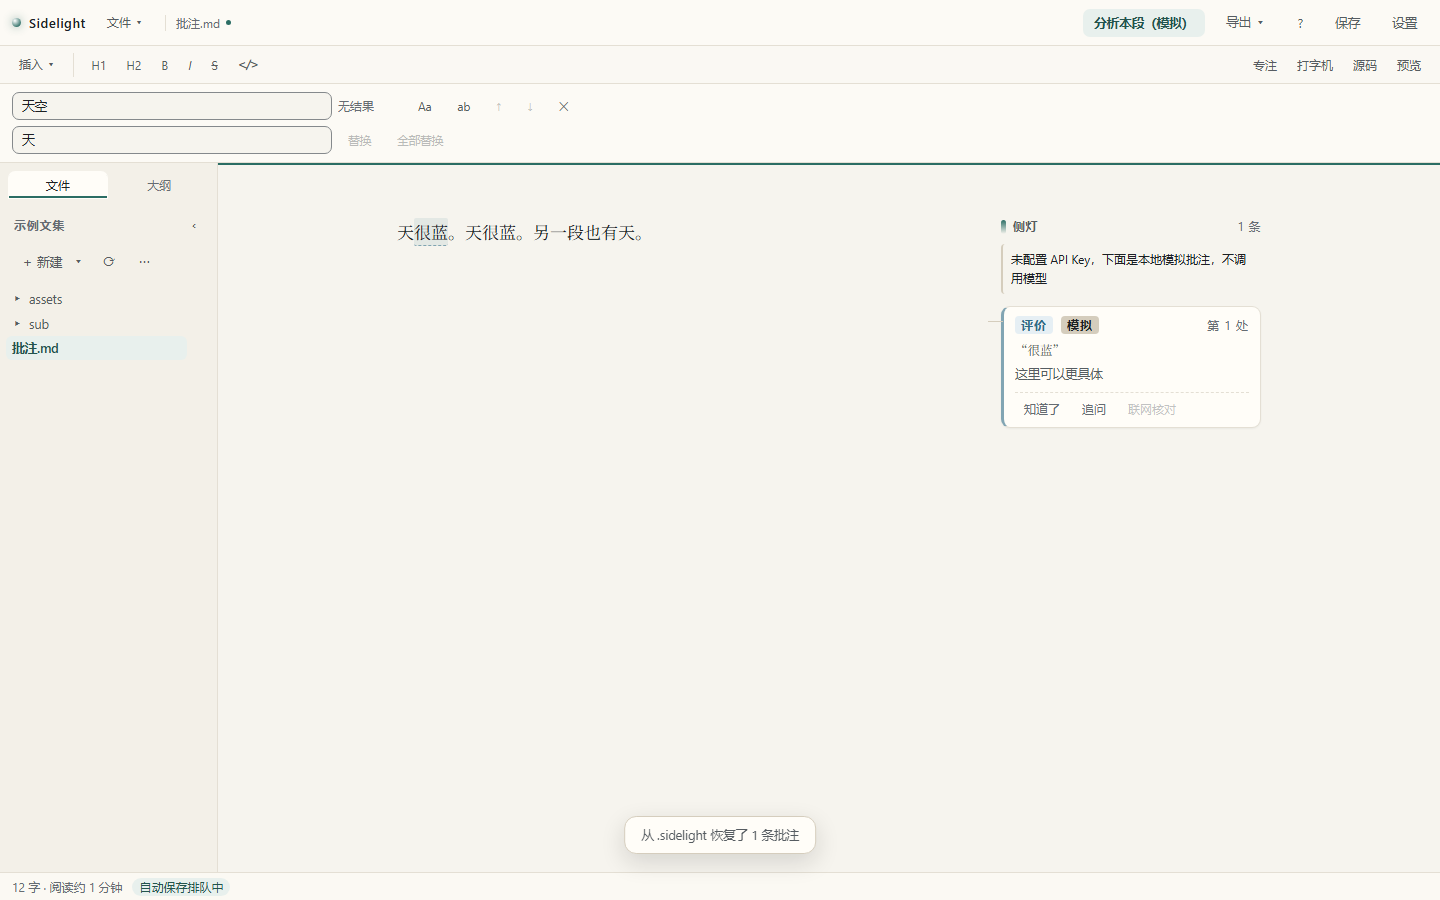 Sidelight 文件 批注.md 分析本段（模拟） 导出 ? 保存 设置
插入 H1 H2 B I S </> 专注 打字机 源码 预览
天空 无结果 Aa ab ↑ ↓ ×
天 替换 全部替换
文件 大纲
示例文集 ‹
+ 新建 ⟳ ···
assets
sub
批注.md
天很蓝。天很蓝。另一段也有天。
侧灯 1 条
未配置 API Key，下面是本地模拟批注，不调
用模型
评价 模拟 第 1 处
“很蓝”
这里可以更具体
知道了 追问 联网核对
从 .sidelight 恢复了 1 条批注
12 字 · 阅读约 1 分钟 自动保存排队中